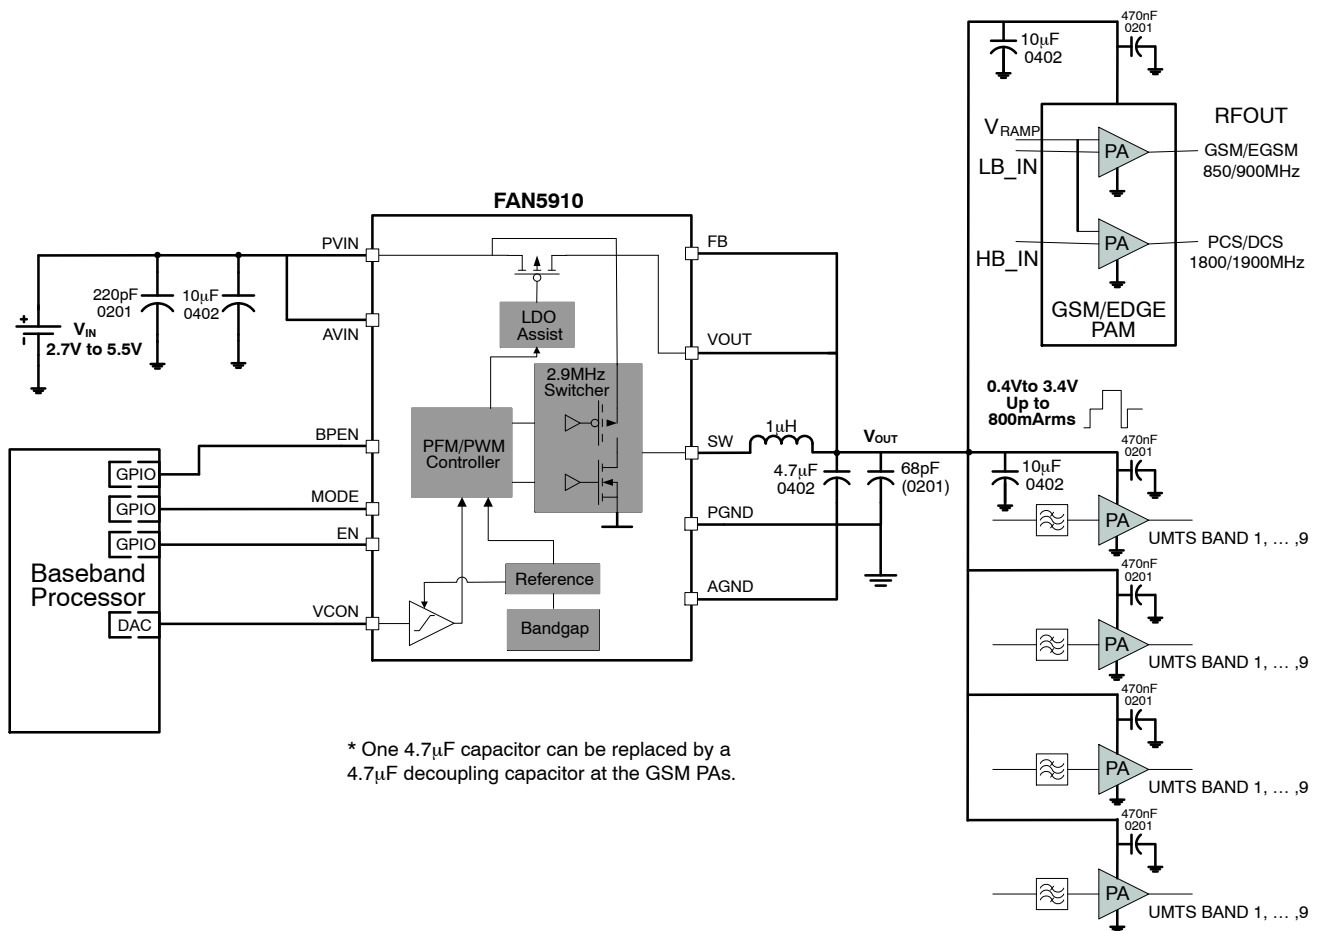 470nF
0201
10μF
0402
RFOUT
VRAMP
LB_IN
PA
GSM/EGSM
850/900MHz
HB_IN
PA
PCS/DCS
1800/1900MHz
GSM/EDGE
PAM
FAN5910
PVIN
FB
220pF
0201
10μF
0402
+
-
VIN
2.7V to 5.5V
AVIN
LDO
Assist
VOUT
2.9MHz
Switcher
PFM/PWM
Controller
BPEN
SW
1μH
VOUT
4.7μF
0402
68pF
(0201)
0.4Vto 3.4V
Up to
800mArms
10μF
0402
470nF
0201
PA
UMTS BAND 1, … ,9
GPIO
GPIO
GPIO
MODE
EN
PGND
Baseband
Processor
DAC
VCON
Reference
Bandgap
AGND
470nF
0201
PA
UMTS BAND 1, … ,9
470nF
0201
PA
UMTS BAND 1, … ,9
470nF
0201
PA
UMTS BAND 1, … ,9
* One 4.7μF capacitor can be replaced by a
4.7μF decoupling capacitor at the GSM PAs.